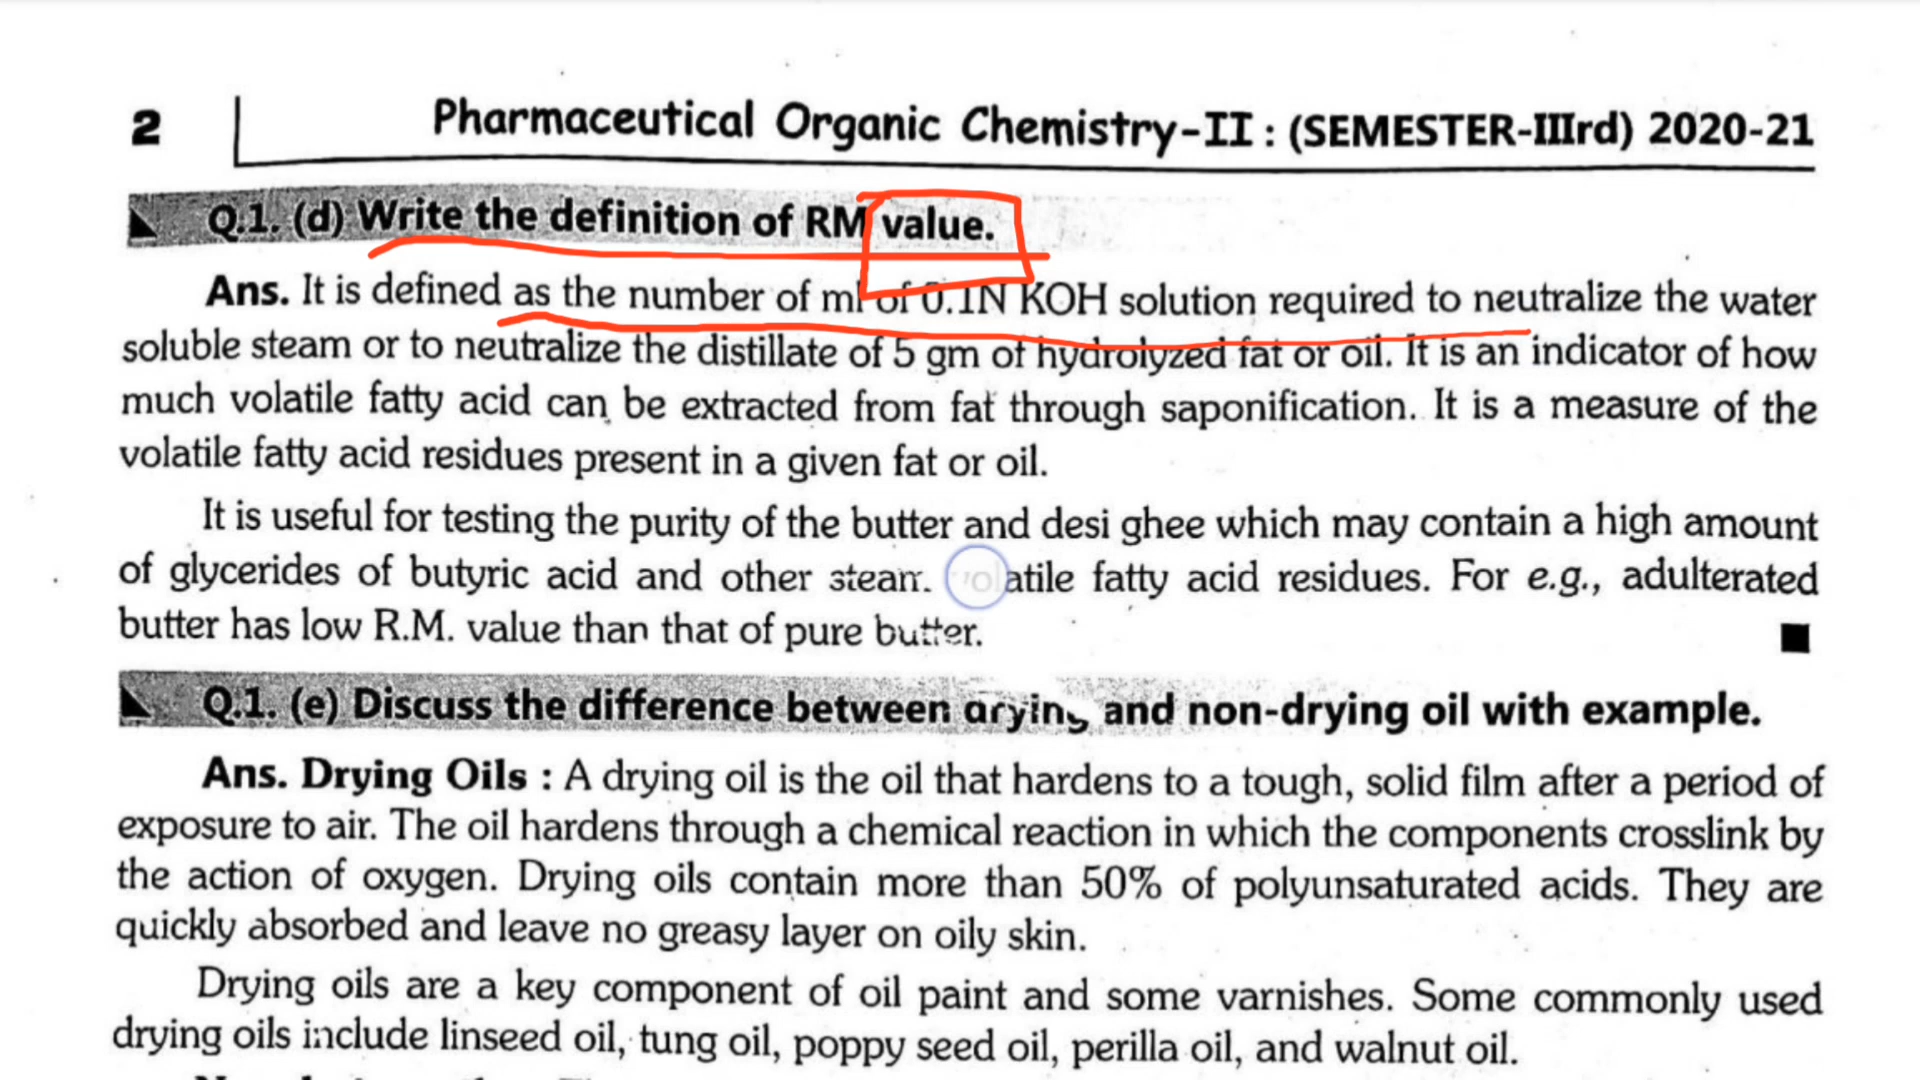 2 Pharmaceutical Organic Chemistry-II : (SEMESTER-IIIrd) 2020-21
Q.1. (d) Write the definition of RM value.
Ans. It is defined as the number of ml of 0.1N KOH solution required to neutralize the water
soluble steam or to neutralize the distillate of 5 gm of hydrolyzed fat or oil. It is an indicator of how
much volatile fatty acid can be extracted from fat through saponification. It is a measure of the
volatile fatty acid residues present in a given fat or oil.
It is useful for testing the purity of the butter and desi ghee which may contain a high amount
of glycerides of butyric acid and other steam volatile fatty acid residues. For e.g., adulterated
butter has low R.M. value than that of pure butter.
Q.1. (e) Discuss the difference between drying and non-drying oil with example.
Ans. Drying Oils : A drying oil is the oil that hardens to a tough, solid film after a period of
exposure to air. The oil hardens through a chemical reaction in which the components crosslink by
the action of oxygen. Drying oils contain more than 50% of polyunsaturated acids. They are
quickly absorbed and leave no greasy layer on oily skin.
Drying oils are a key component of oil paint and some varnishes. Some commonly used
drying oils include linseed oil, tung oil, poppy seed oil, perilla oil, and walnut oil.